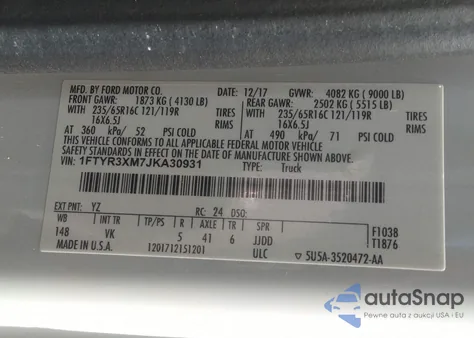 MFD. BY FORD MOTOR CO. 12/17 GVWR: 4082 KG ( 9000 LB)
FRONT GAWR: 1873 KG ( 4130 LB) REAR GAWR: 2502 KG ( 5515 LB)
WITH 235/65R16C 121/119R TIRES WITH 235/65R16C 121/119R TIRES
16X6.5J RIMS 16X6.5J RIMS
AT 360 kPa/ 52 PSI COLD AT 490 kPa/ 71 PSI COLD
THIS VEHICLE CONFORMS TO ALL APPLICABLE FEDERAL MOTOR VEHICLE
SAFETY STANDARDS IN EFFECT ON THE DATE OF MANUFACTURE SHOWN ABOVE.
VIN: 1FTYR3XM7JKA30931 TYPE: Truck
EXT PNT: YZ RC: 24 DSO:
WB INT TR TP/PS R AXLE TR SPR F1038
148 VK 5 41 6 JJDD T1876
MADE IN U.S.A. 1201712151201 ULC 5U5A-3520472-AA
autoSnap
Pewne auta z aukcji USA i EU